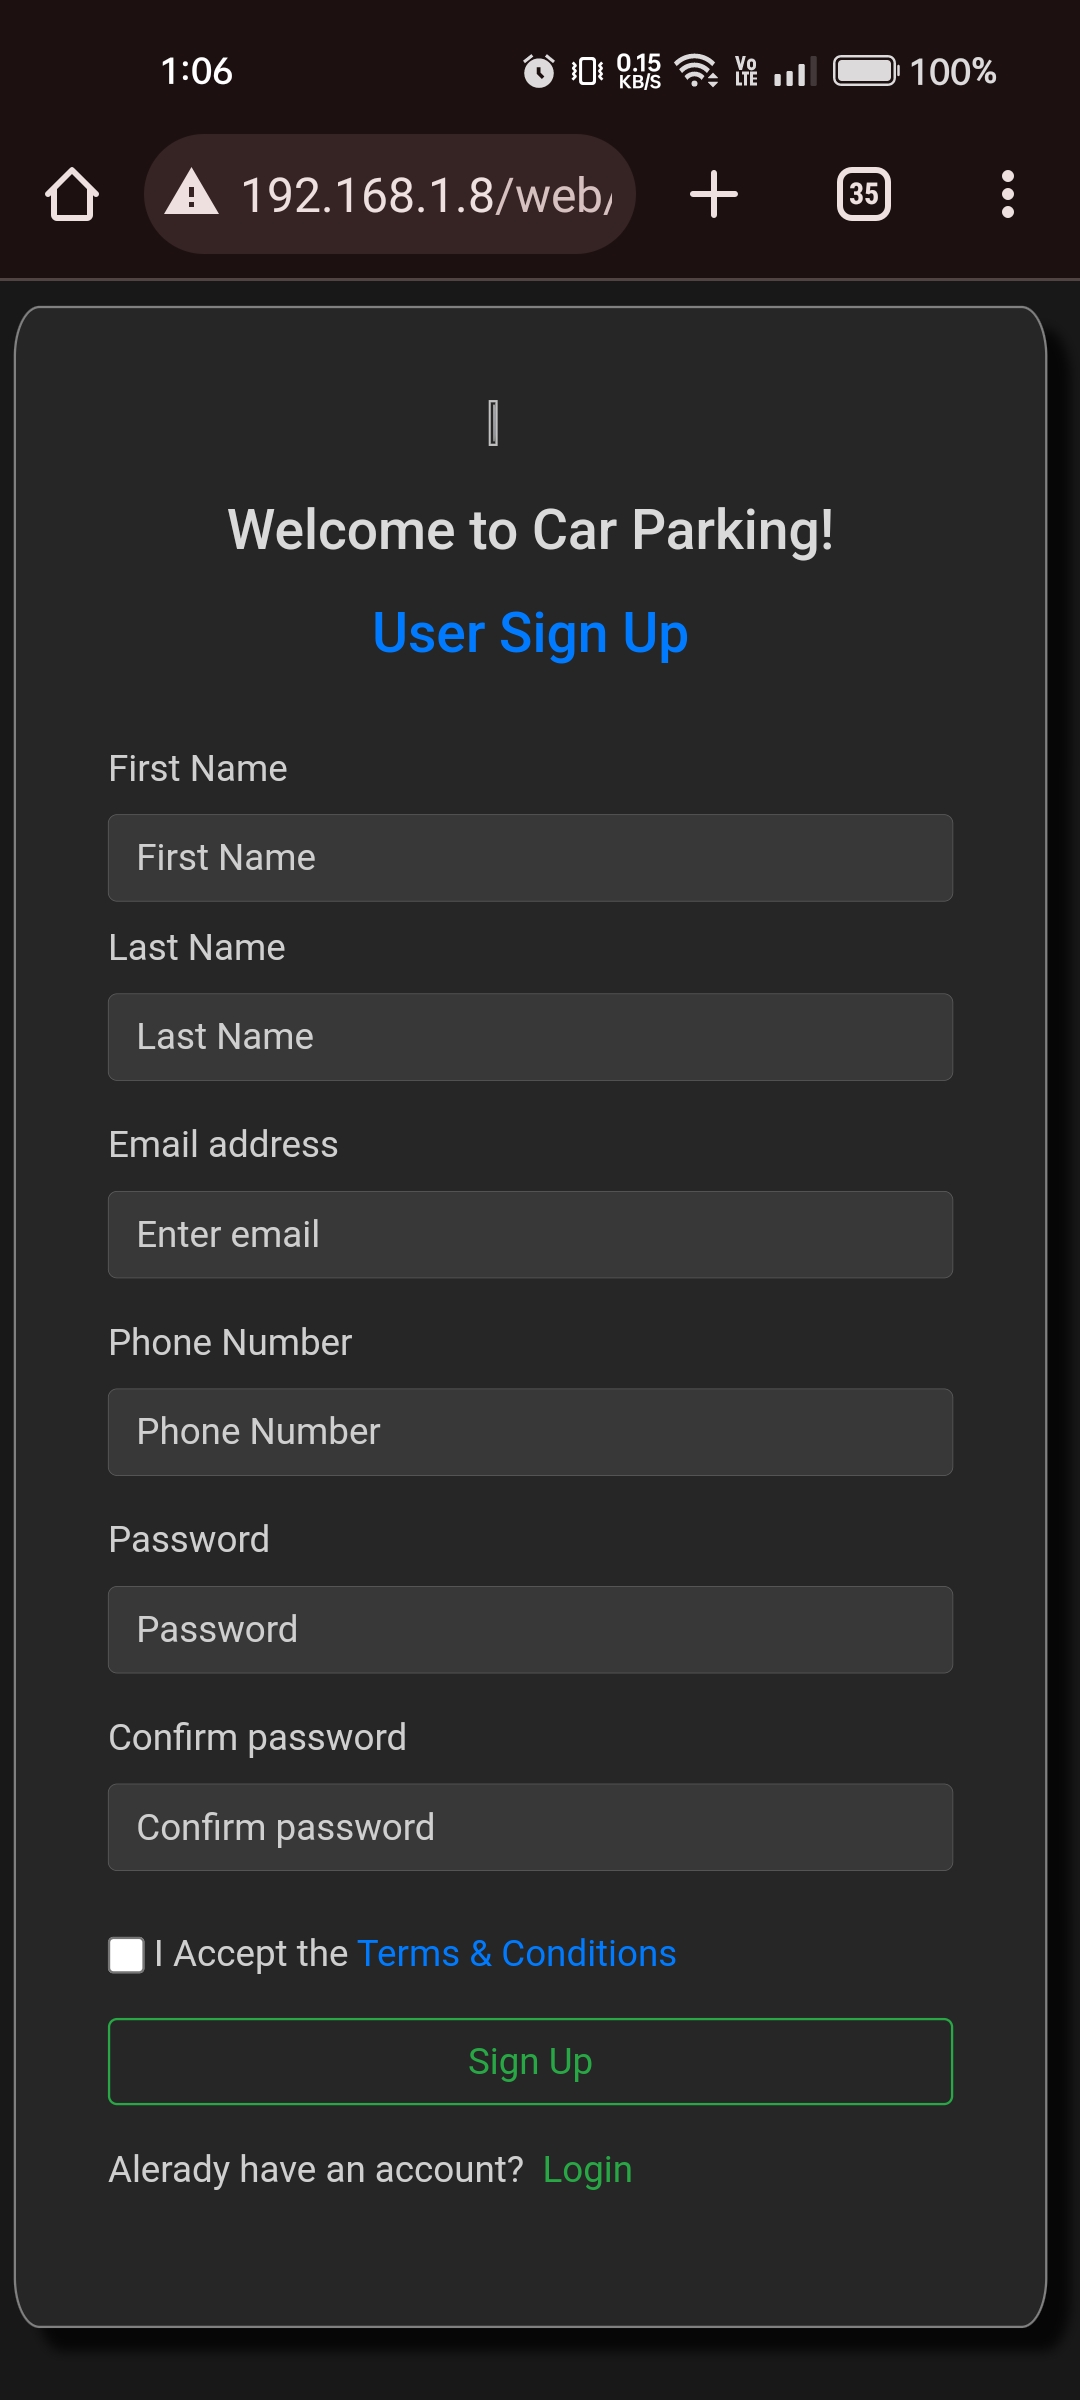 1:06 0.15 KB/S Vo LTE 100%
192.168.1.8/web/ 35
Welcome to Car Parking!
User Sign Up
First Name
First Name
Last Name
Last Name
Email address
Enter email
Phone Number
Phone Number
Password
Password
Confirm password
Confirm password
I Accept the Terms & Conditions
Sign Up
Alerady have an account? Login